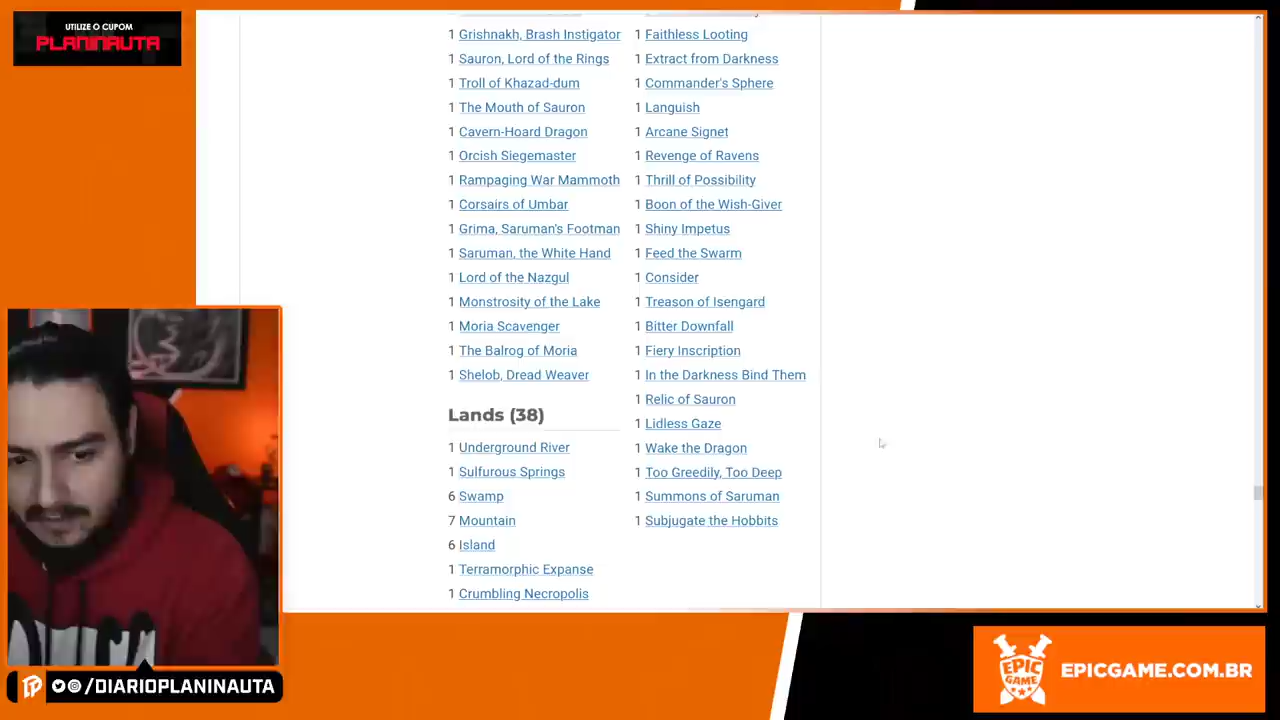 UTILIZE O CUPOM
PLANINAUTA
1 Grishnakh, Brash Instigator
1 Sauron, Lord of the Rings
1 Troll of Khazad-dum
1 The Mouth of Sauron
1 Cavern-Hoard Dragon
1 Orcish Siegemaster
1 Rampaging War Mammoth
1 Corsairs of Umbar
1 Grima, Saruman's Footman
1 Saruman, the White Hand
1 Lord of the Nazgul
1 Monstrosity of the Lake
1 Moria Scavenger
1 The Balrog of Moria
1 Shelob, Dread Weaver
Lands (38)
1 Underground River
1 Sulfurous Springs
6 Swamp
7 Mountain
6 Island
1 Terramorphic Expanse
1 Crumbling Necropolis
1 Faithless Looting
1 Extract from Darkness
1 Commander's Sphere
1 Languish
1 Arcane Signet
1 Revenge of Ravens
1 Thrill of Possibility
1 Boon of the Wish-Giver
1 Shiny Impetus
1 Feed the Swarm
1 Consider
1 Treason of Isengard
1 Bitter Downfall
1 Fiery Inscription
1 In the Darkness Bind Them
1 Relic of Sauron
1 Lidless Gaze
1 Wake the Dragon
1 Too Greedily, Too Deep
1 Summons of Saruman
1 Subjugate the Hobbits
/DIARIOPLANINAUTA
EPIC
GAME
EPICGAME.COM.BR